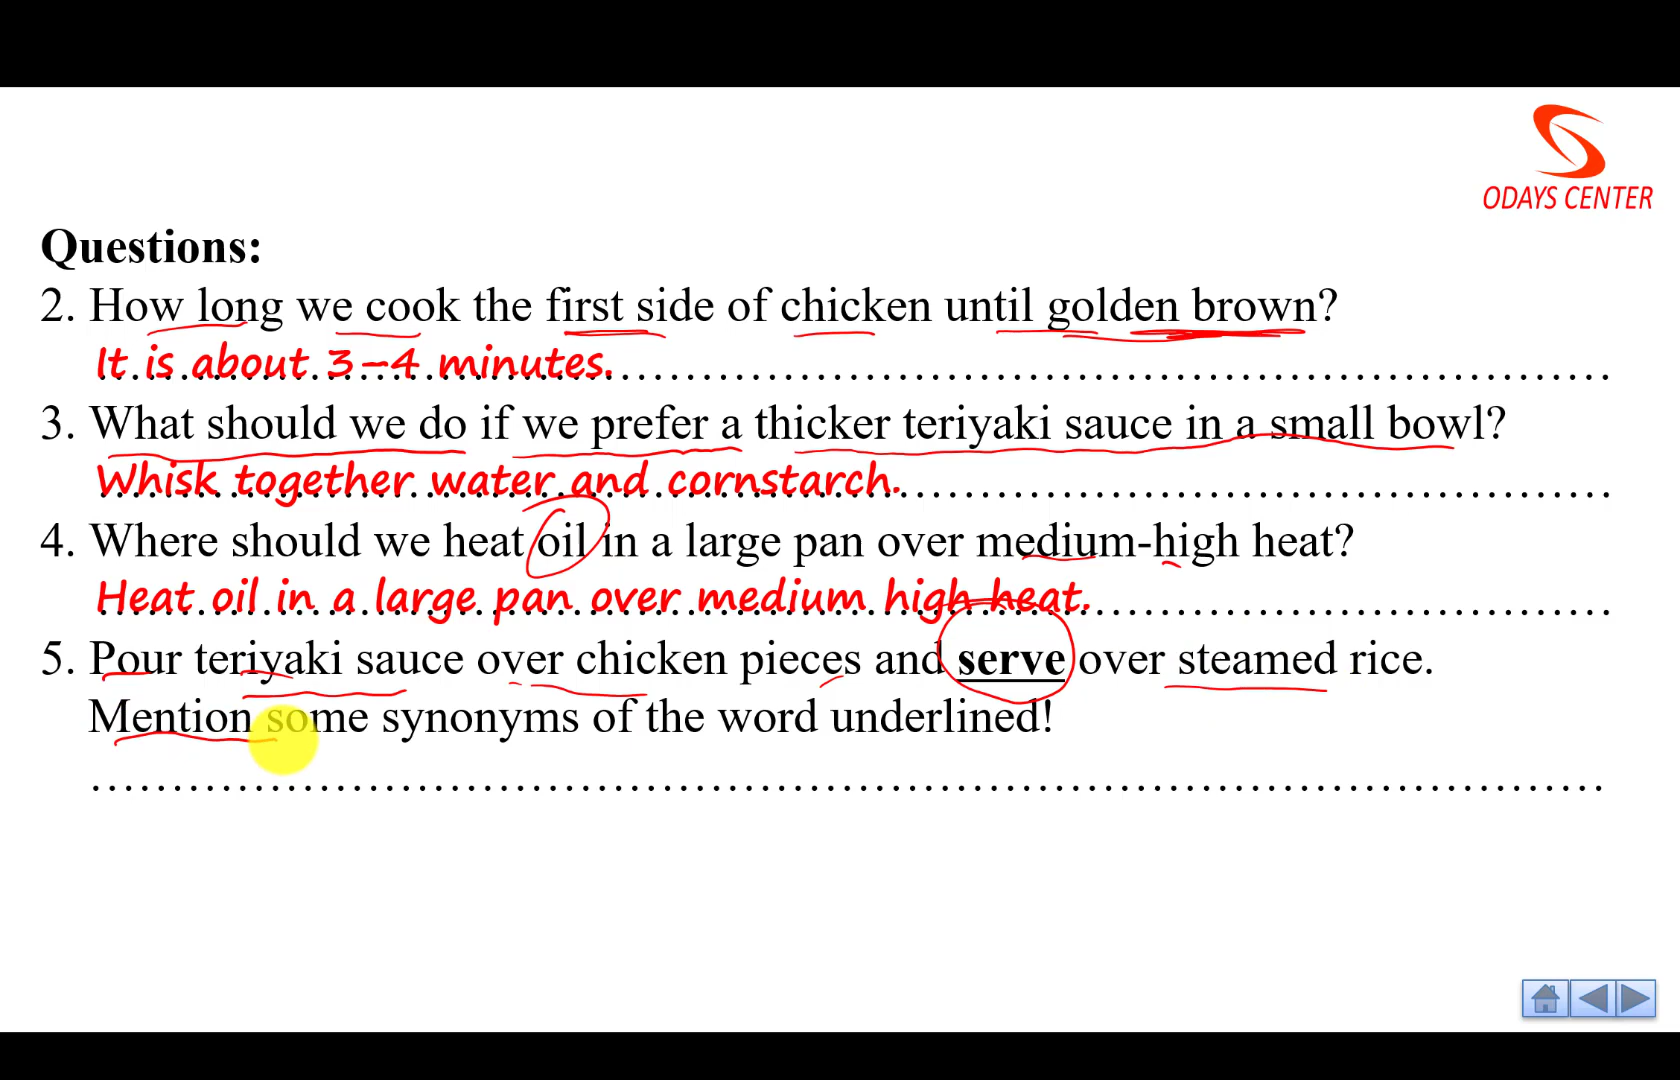 ODAYS CENTER
Questions:
2. How long we cook the first side of chicken until golden brown?
It is about 3-4 minutes.
3. What should we do if we prefer a thicker teriyaki sauce in a small bowl?
Whisk together water and cornstarch.
4. Where should we heat oil in a large pan over medium-high heat?
Heat oil in a large pan over medium high heat.
5. Pour teriyaki sauce over chicken pieces and serve over steamed rice.
Mention some synonyms of the word underlined!